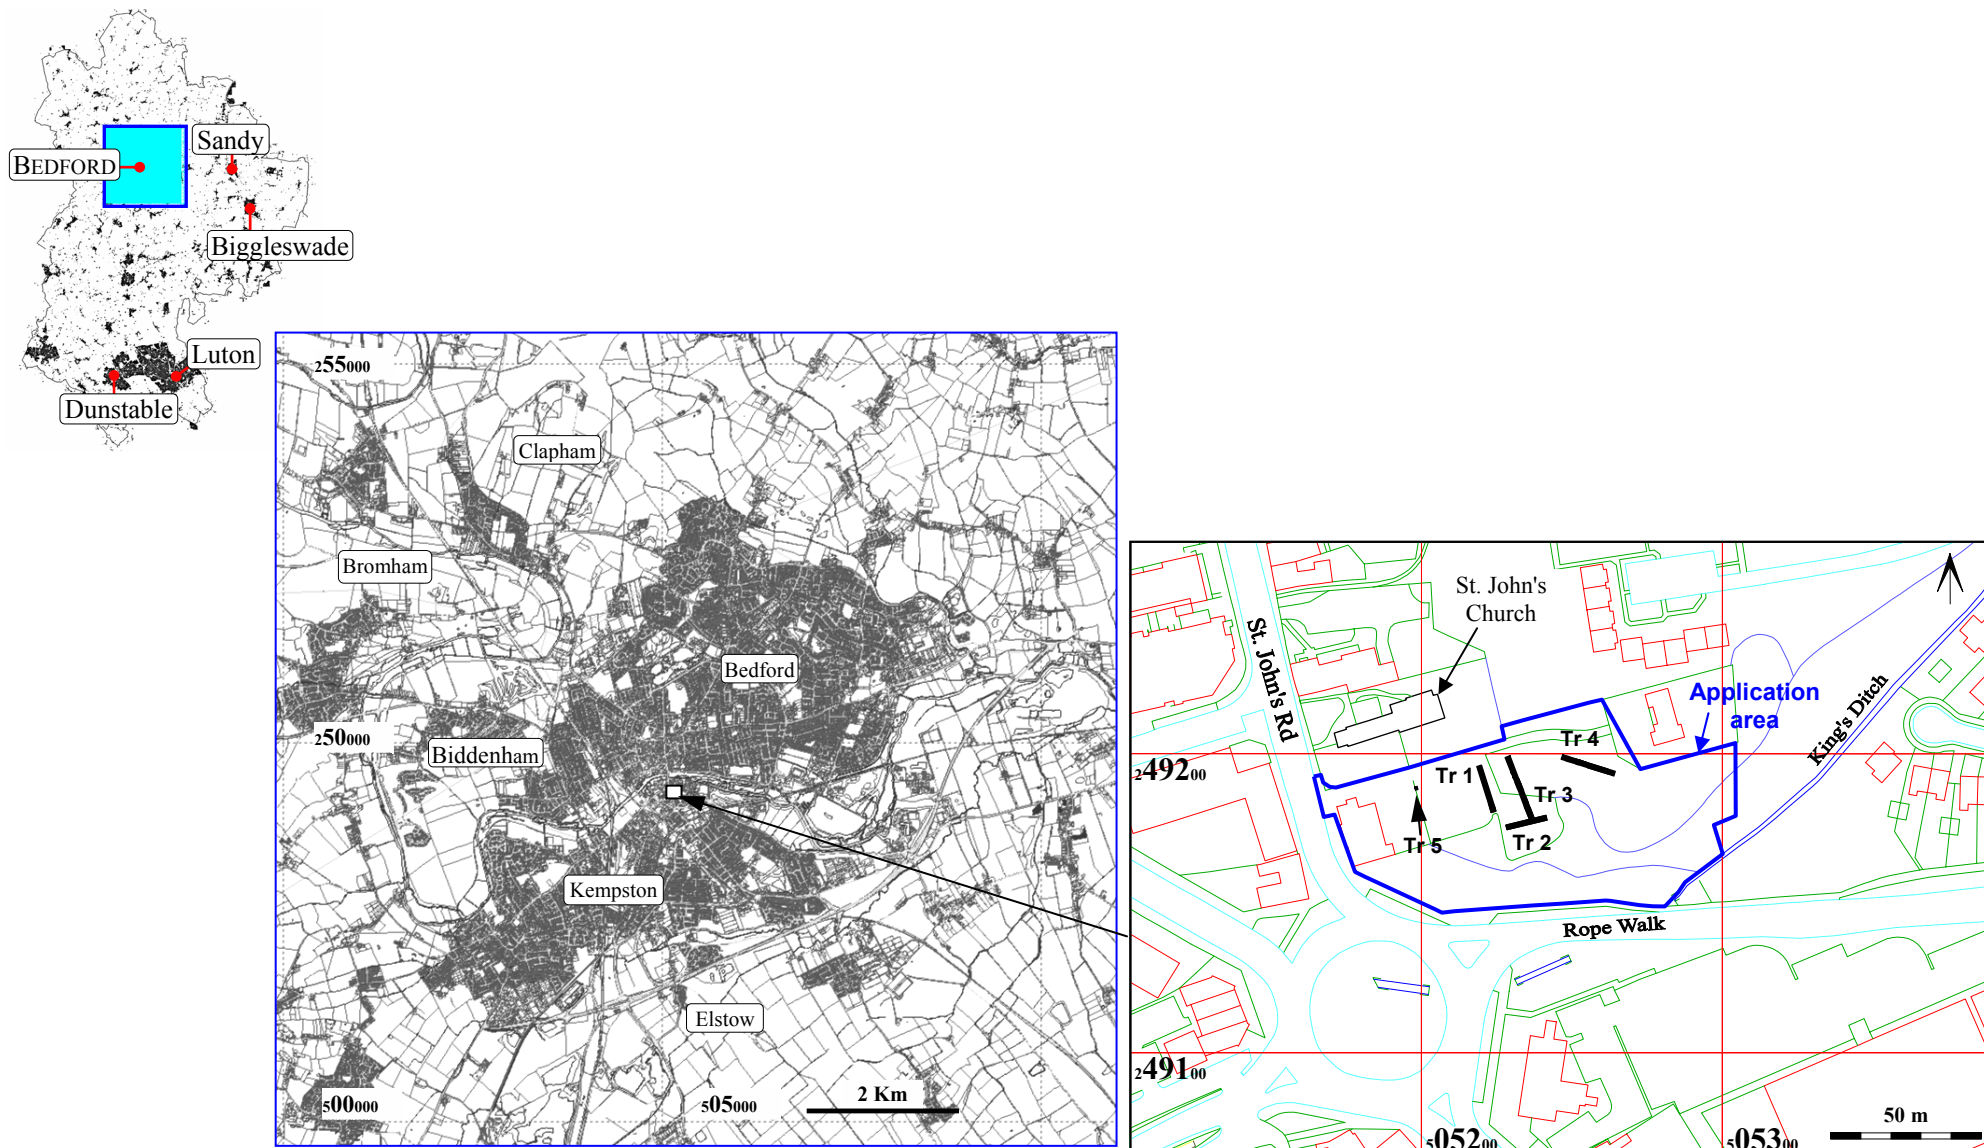 Sandy
BEDFORD
Biggleswade
Luton
Dunstable
255000
Clapham
Bromham
Bedford
250000
Biddenham
Kempston
Elstow
500000
505000
2 Km
St. John's
Church
St. John's Rd
Application
area
King's Ditch
Tr 4
249200
Tr 1
Tr 3
Tr 5
Tr 2
Rope Walk
249100
50 m
505200
505300